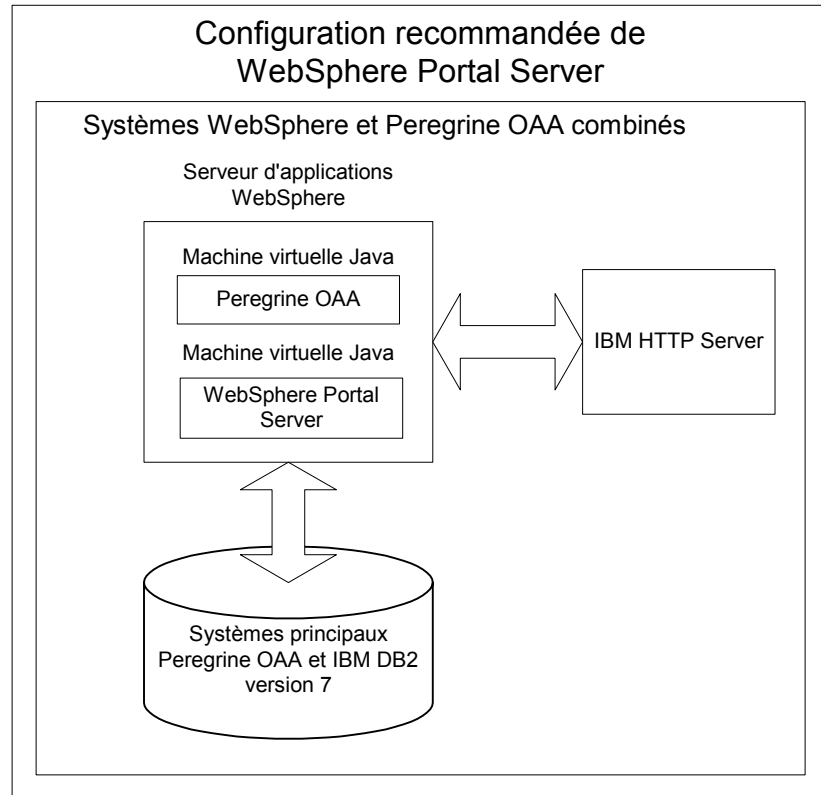 Configuration recommandée de
WebSphere Portal Server
Systèmes WebSphere et Peregrine OAA combinés
Serveur d'applications
WebSphere
Machine virtuelle Java
Peregrine OAA
Machine virtuelle Java
WebSphere Portal
Server
IBM HTTP Server
Systèmes principaux
Peregrine OAA et IBM DB2
version 7